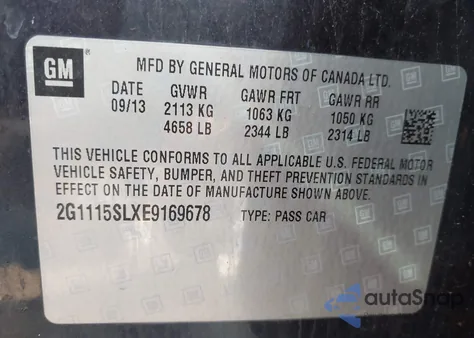 GM
MFD BY GENERAL MOTORS OF CANADA LTD.
DATE GVWR GAWR FRT GAWR RR
09/13 2113 KG 1063 KG 1050 KG
4658 LB 2344 LB 2314 LB
THIS VEHICLE CONFORMS TO ALL APPLICABLE U.S. FEDERAL MOTOR
VEHICLE SAFETY, BUMPER, AND THEFT PREVENTION STANDARDS IN
EFFECT ON THE DATE OF MANUFACTURE SHOWN ABOVE.
2G1115SLXE9169678 TYPE: PASS CAR
autaSnap